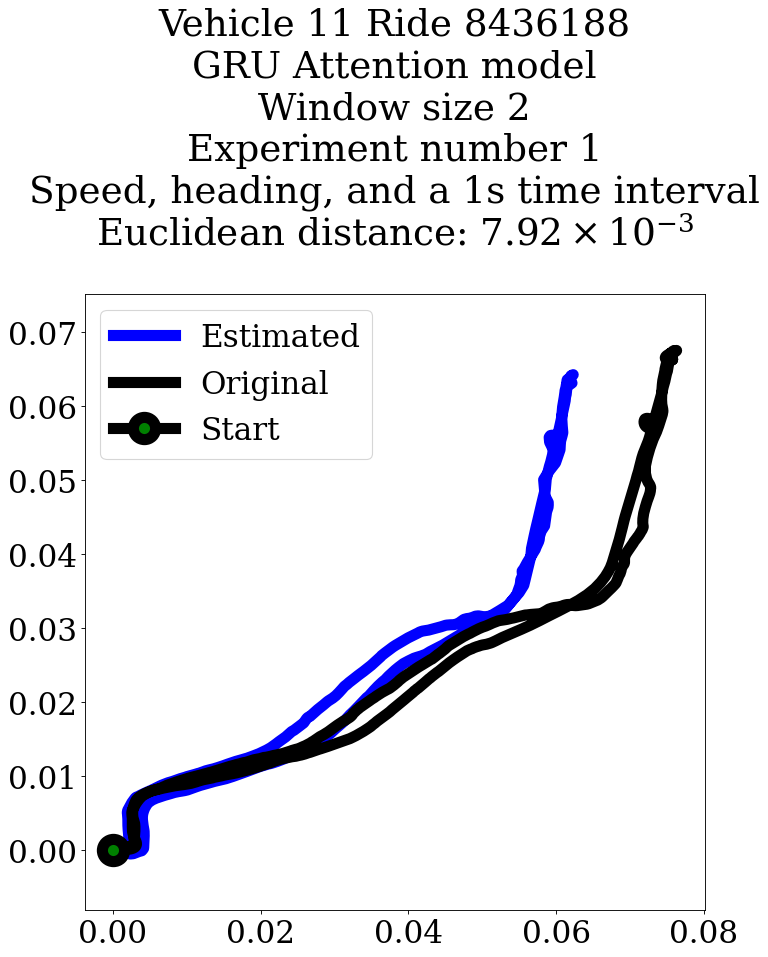 Vehicle 11 Ride 8436188
GRU Attention model
Window size 2
Experiment number 1
Speed, heading, and a 1s time interval
Euclidean distance: 7.92 × 10⁻³
Estimated
Original
Start
0.07
0.06
0.05
0.04
0.03
0.02
0.01
0.00
0.00 0.02 0.04 0.06 0.08